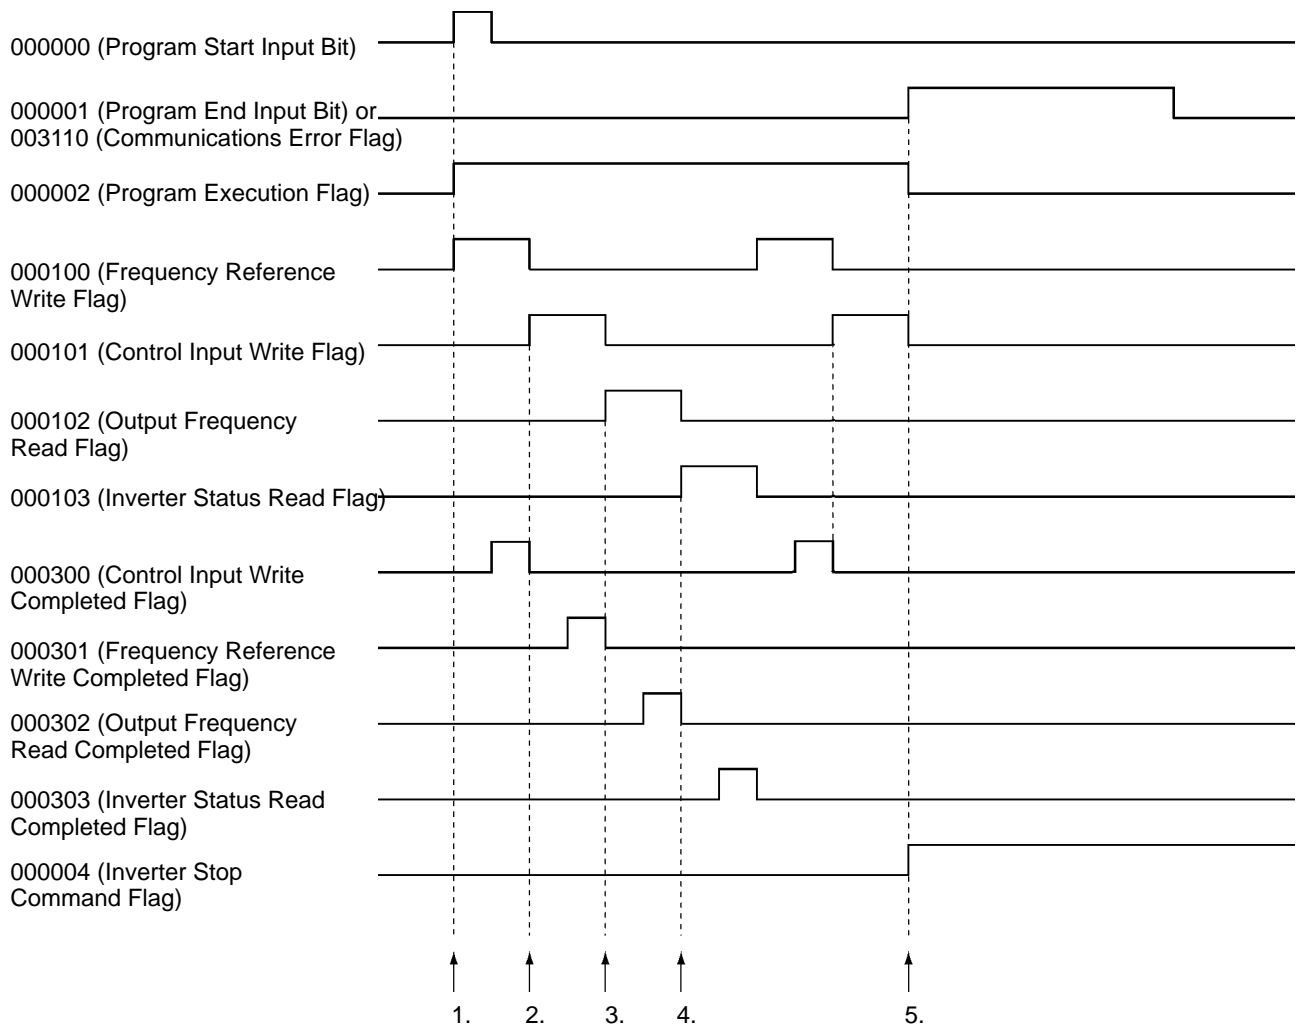 000000 (Program Start Input Bit)
000001 (Program End Input Bit) or
003110 (Communications Error Flag)
000002 (Program Execution Flag)
000100 (Frequency Reference
Write Flag)
000101 (Control Input Write Flag)
000102 (Output Frequency
Read Flag)
000103 (Inverter Status Read Flag)
000300 (Control Input Write
Completed Flag)
000301 (Frequency Reference
Write Completed Flag)
000302 (Output Frequency
Read Completed Flag)
000303 (Inverter Status Read
Completed Flag)
000004 (Inverter Stop
Command Flag)
1. 2. 3. 4. 5.